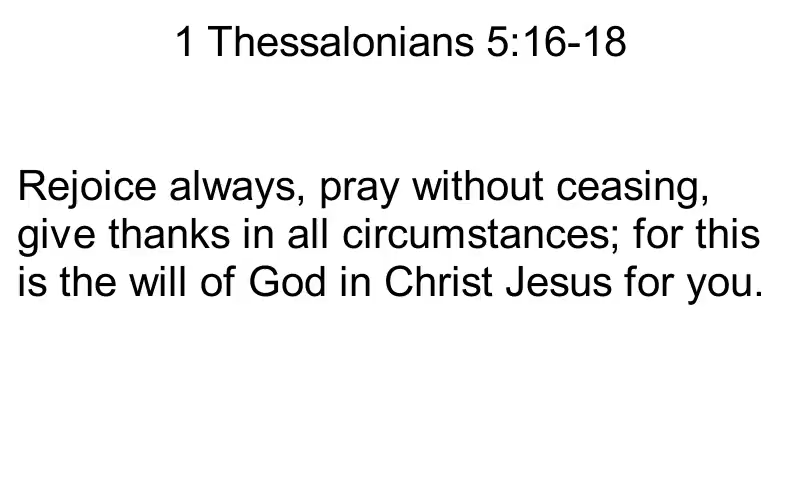 1 Thessalonians 5:16-18
Rejoice always, pray without ceasing,
give thanks in all circumstances; for this
is the will of God in Christ Jesus for you.